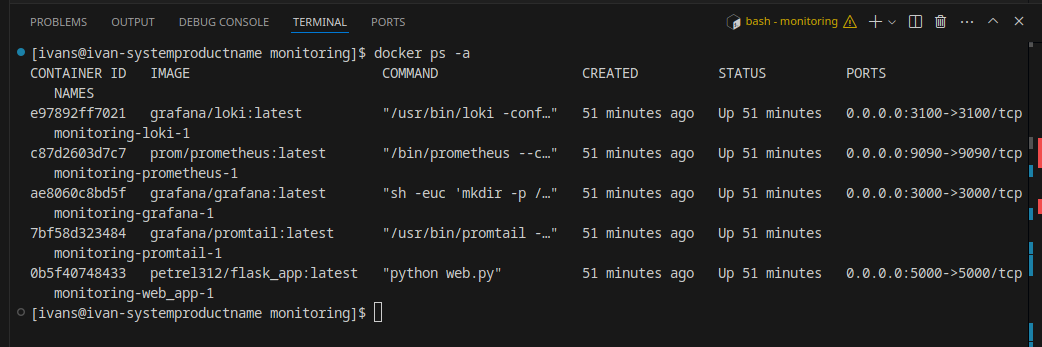 PROBLEMS OUTPUT DEBUG CONSOLE TERMINAL PORTS bash - monitoring
[ivans@ivan-systemproductname monitoring]$ docker ps -a
CONTAINER ID IMAGE COMMAND CREATED STATUS PORTS
NAMES
e97892ff7021 grafana/loki:latest "/usr/bin/loki -conf…" 51 minutes ago Up 51 minutes 0.0.0.0:3100->3100/tcp
monitoring-loki-1
c87d2603d7c7 prom/prometheus:latest "/bin/prometheus --c…" 51 minutes ago Up 51 minutes 0.0.0.0:9090->9090/tcp
monitoring-prometheus-1
ae8060c8bd5f grafana/grafana:latest "sh -euc 'mkdir -p /…" 51 minutes ago Up 51 minutes 0.0.0.0:3000->3000/tcp
monitoring-grafana-1
7bf58d323484 grafana/promtail:latest "/usr/bin/promtail -…" 51 minutes ago Up 51 minutes
monitoring-promtail-1
0b5f40748433 petrel312/flask_app:latest "python web.py" 51 minutes ago Up 51 minutes 0.0.0.0:5000->5000/tcp
monitoring-web_app-1
[ivans@ivan-systemproductname monitoring]$